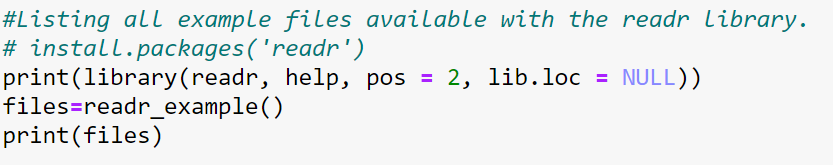 #Listing all example files available with the readr library.
# install.packages('readr')
print(library(readr, help, pos = 2, lib.loc = NULL))
files=readr_example()
print(files)